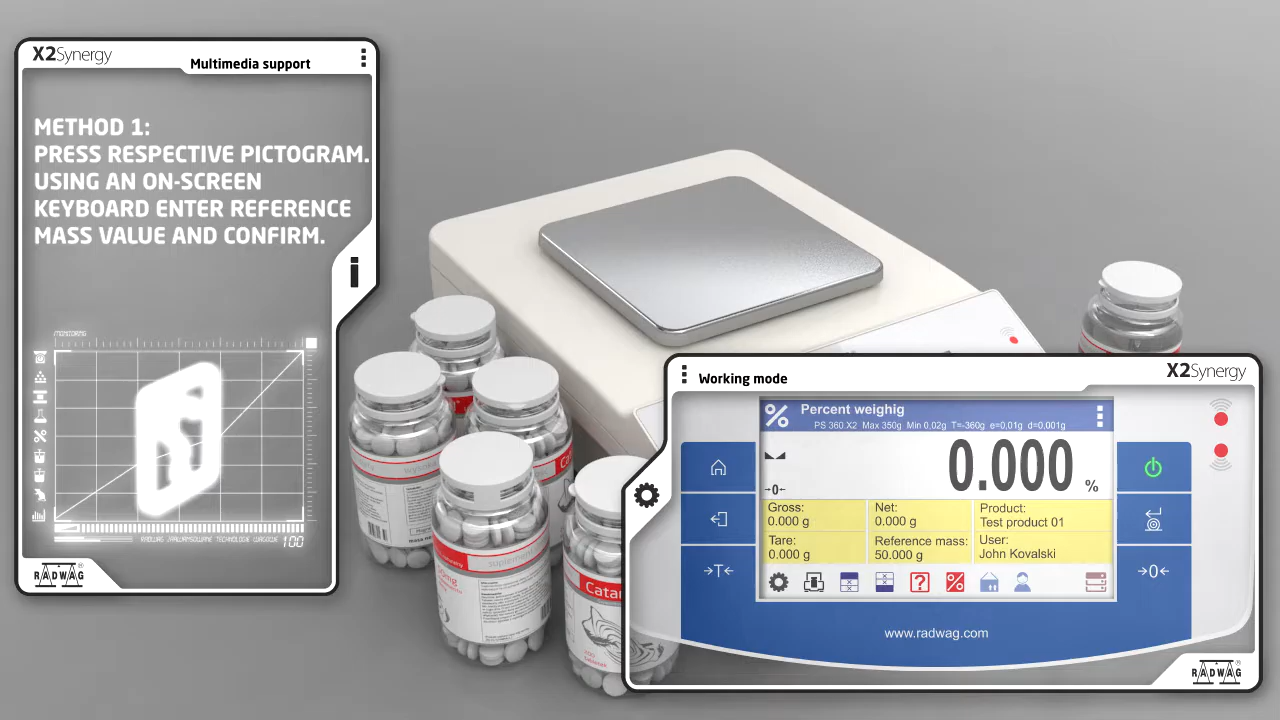 X2Synergy
Multimedia support
METHOD 1:
PRESS RESPECTIVE PICTOGRAM.
USING AN ON-SCREEN
KEYBOARD ENTER REFERENCE
MASS VALUE AND CONFIRM.
i
MONITORING
100
RADWAG
Working mode
X2Synergy
% Percent weighig
PS 360.X2 Max 350g Min 0,02g T=-360g e=0,01g d=0,001g
0.000 %
→0←
Gross:
0.000 g
Net:
0.000 g
Product:
Test product 01
Tare:
0.000 g
Reference mass:
50.000 g
User:
John Kovalski
→T←
→0←
www.radwag.com
RADWAG